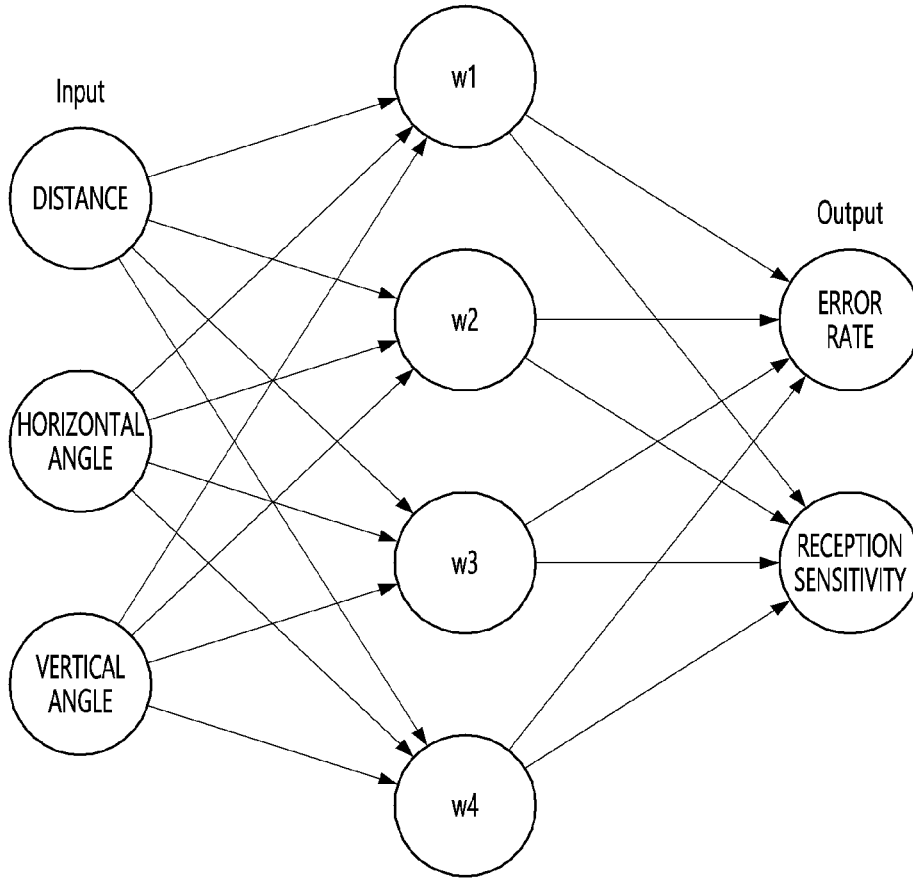 Input
DISTANCE
HORIZONTAL
ANGLE
VERTICAL
ANGLE
w1
w2
w3
w4
Output
ERROR
RATE
RECEPTION
SENSITIVITY